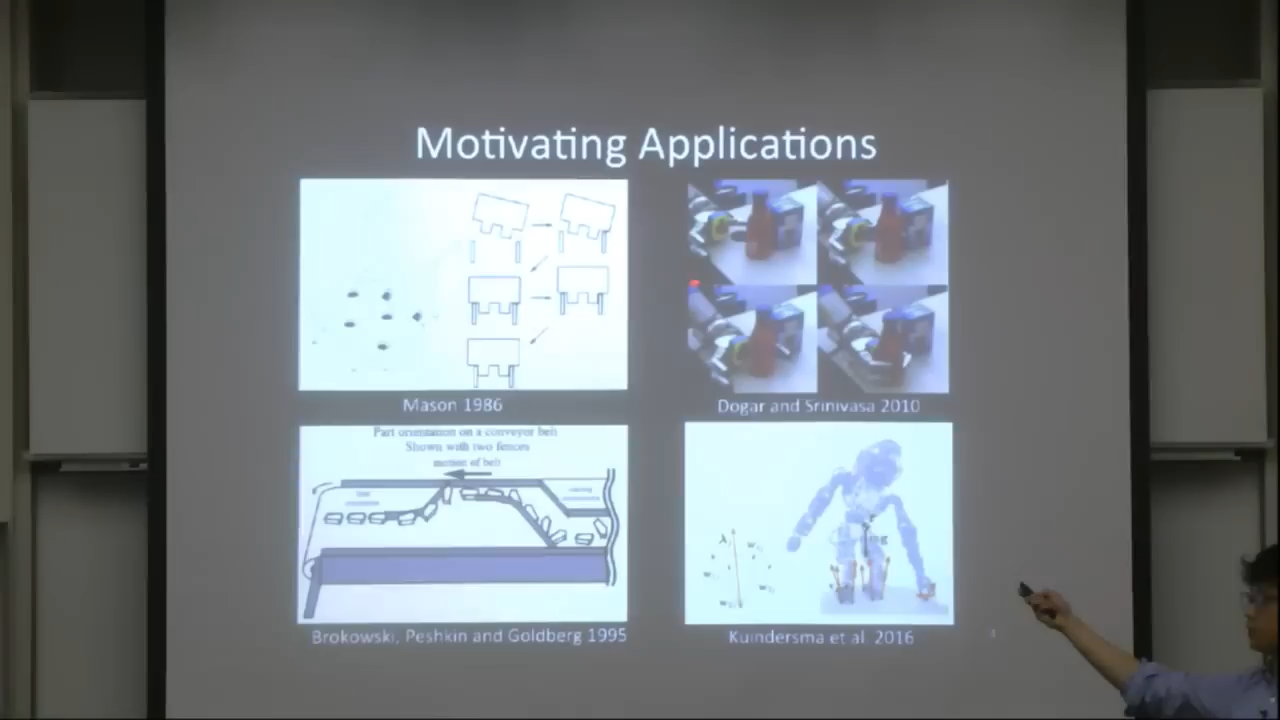 Motivating Applications
Mason 1986
Dogar and Srinivasa 2010
Part orientation on a conveyor belt
Shown with two fences
motion of belt
Brokowski, Peshkin and Goldberg 1995
mg
Kuindersma et al. 2016